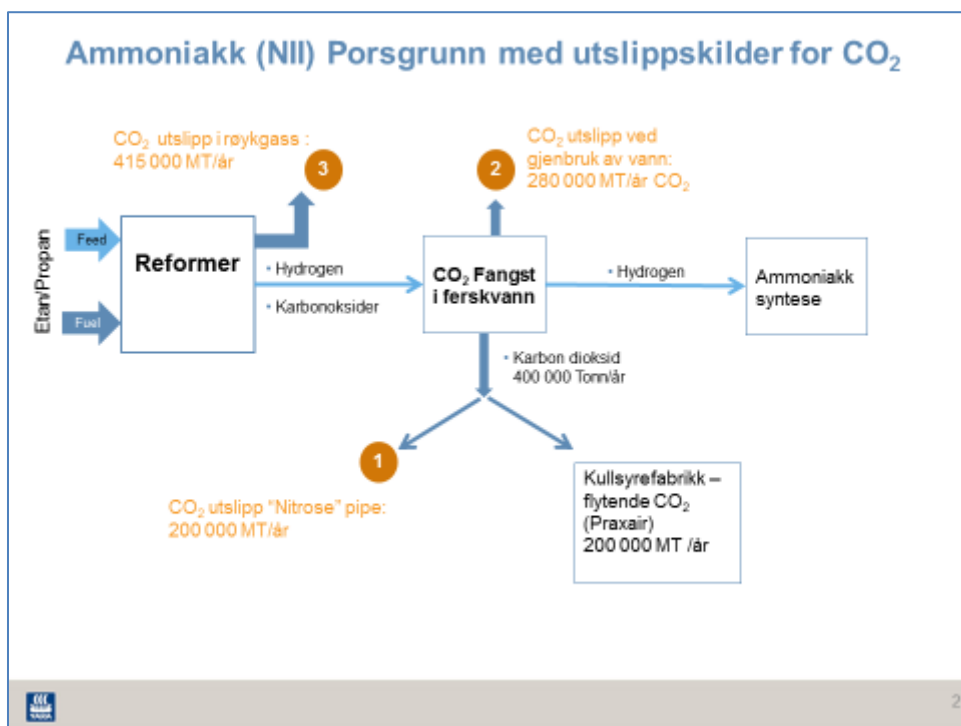 Ammoniakk (NII) Porsgrunn med utslippskilder for CO₂
CO₂ utslipp i røykgass :
415 000 MT/år
3
2
CO₂ utslipp ved
gjenbruk av vann:
280 000 MT/år CO₂
Etan/Propan
Feed
Fuel
Reformer
• Hydrogen
• Karbonoksider
CO₂ Fangst
i ferskvann
• Hydrogen
Ammoniakk
syntese
• Karbon dioksid
400 000 Tonn/år
1
CO₂ utslipp "Nitrose" pipe:
200 000 MT/år
Kullsyrefabrikk –
flytende CO₂
(Praxair)
200 000 MT /år
YARA
2